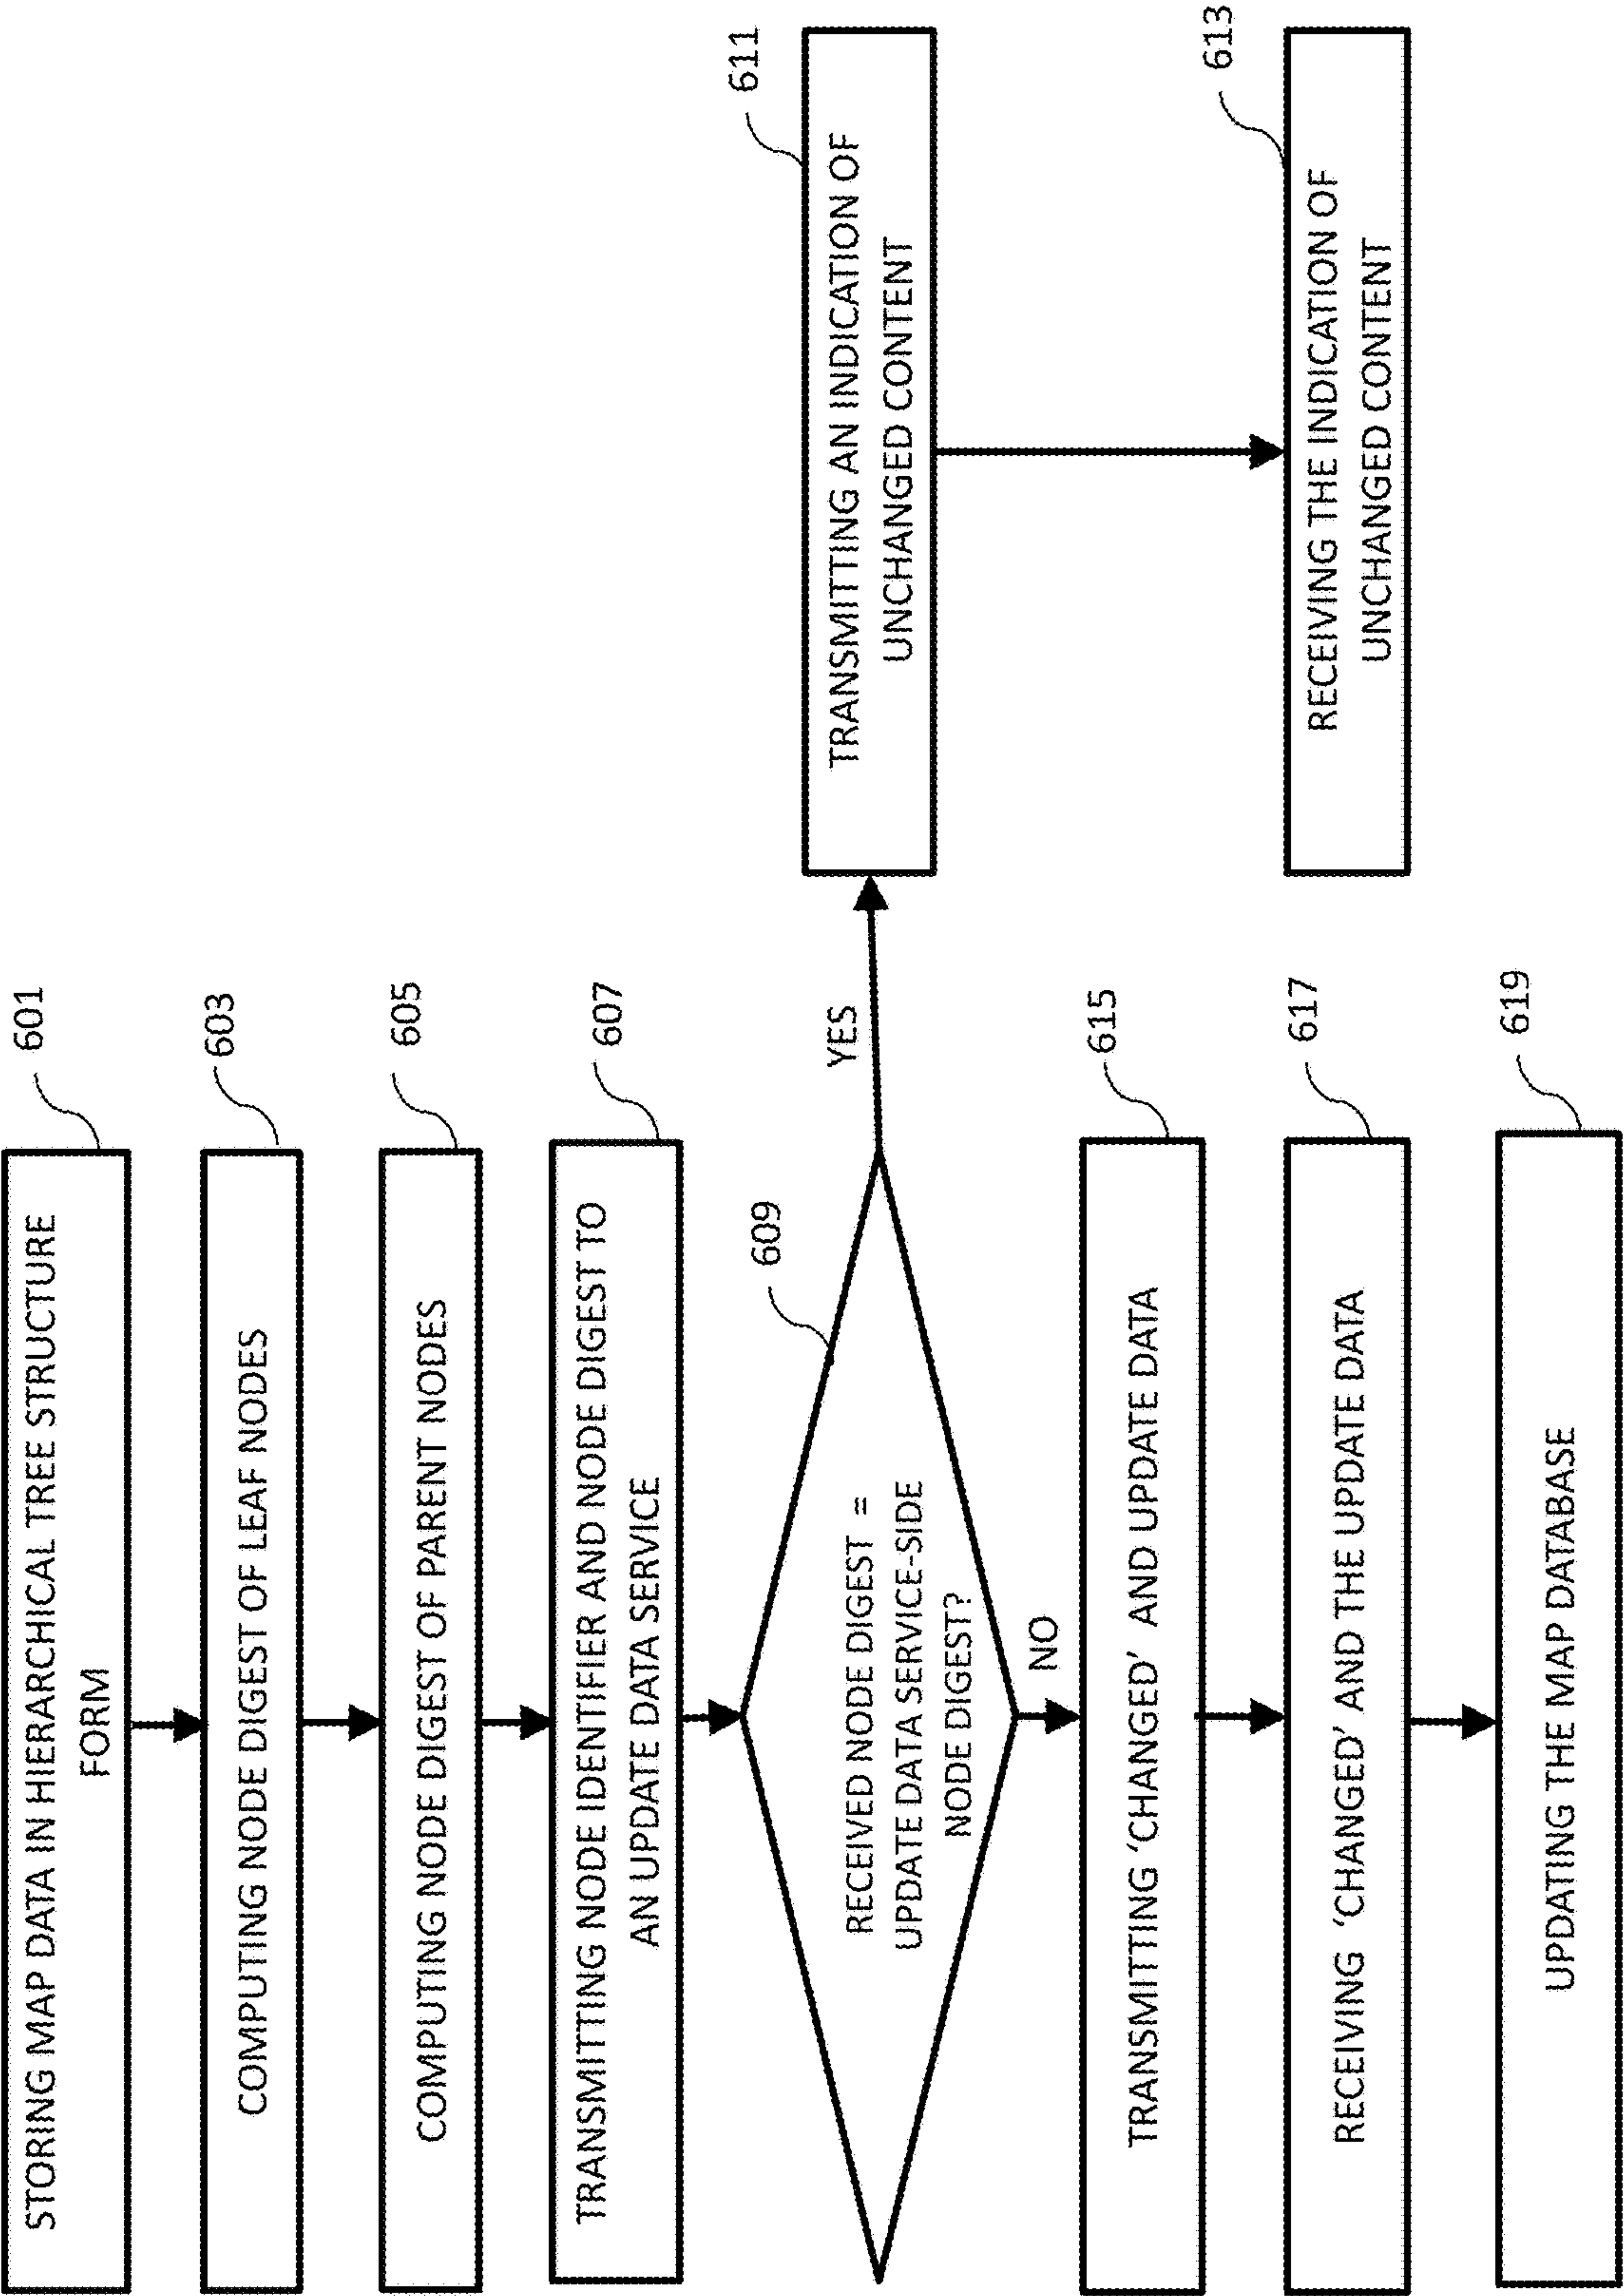 601
STORING MAP DATA IN HIERARCHICAL TREE STRUCTURE
FORM
603
COMPUTING NODE DIGEST OF LEAF NODES
605
COMPUTING NODE DIGEST OF PARENT NODES
607
TRANSMITTING NODE IDENTIFIER AND NODE DIGEST TO
AN UPDATE DATA SERVICE
609
RECEIVED NODE DIGEST =
UPDATE DATA SERVICE-SIDE
NODE DIGEST?
YES
611
TRANSMITTING AN INDICATION OF
UNCHANGED CONTENT
613
RECEIVING THE INDICATION OF
UNCHANGED CONTENT
NO
615
TRANSMITTING ‘CHANGED’ AND UPDATE DATA
617
RECEIVING ‘CHANGED’ AND THE UPDATE DATA
619
UPDATING THE MAP DATABASE